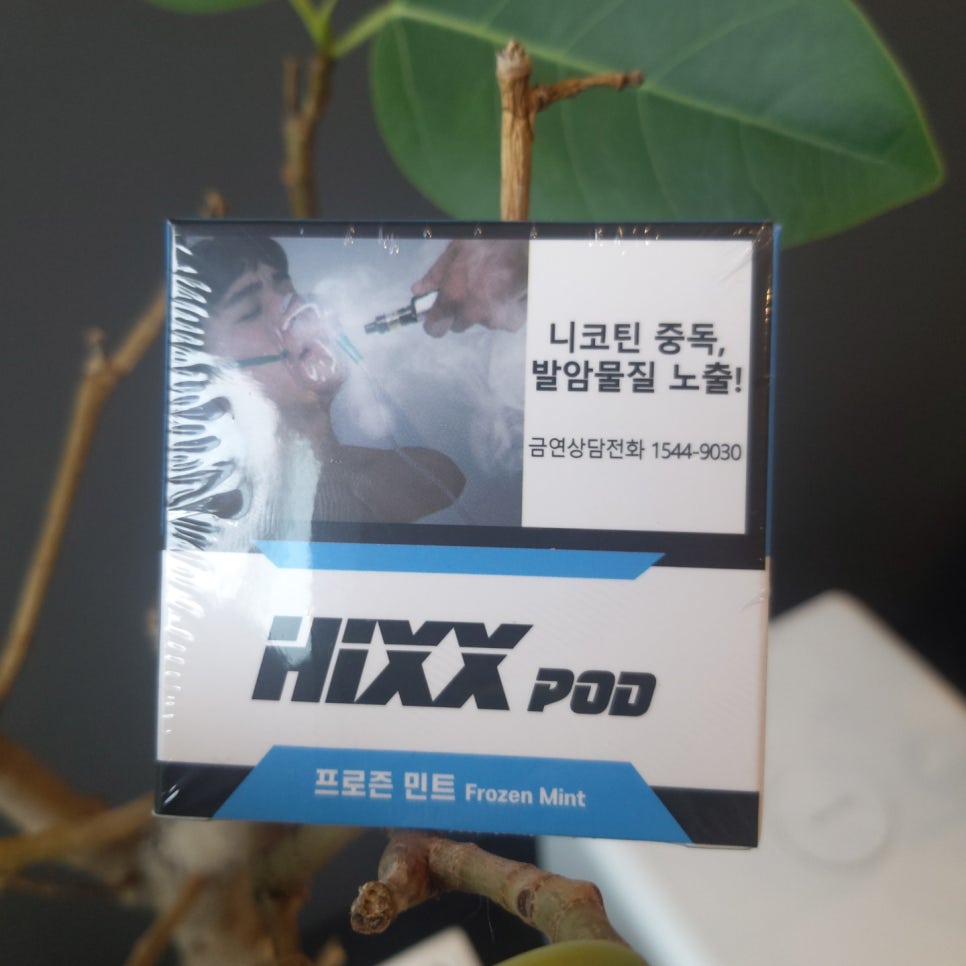 니코틴 중독,
발암물질 노출!
금연상담전화 1544-9030
HiXX POD
프로즌 민트 Frozen Mint